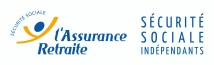 SÉCURITÉ SOCIALE
l'Assurance
Retraite
SÉCURITÉ
SOCIALE
INDÉPENDANTS